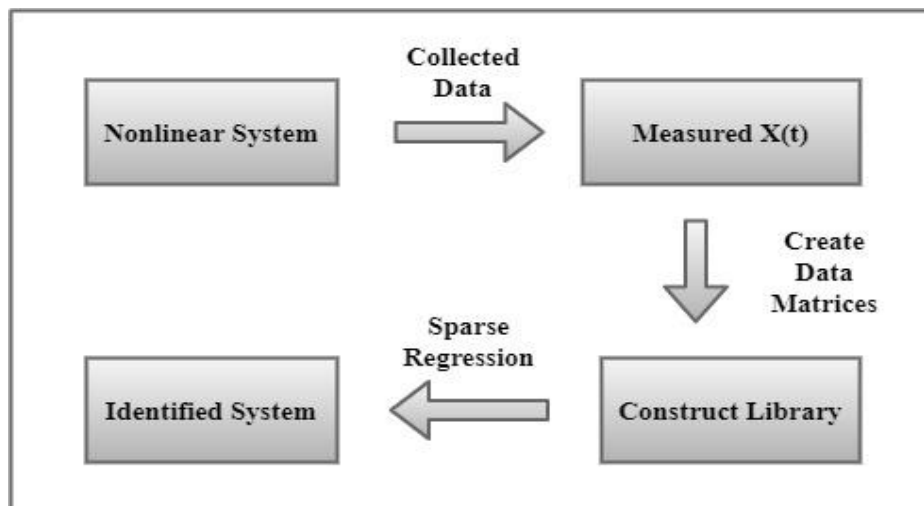 Nonlinear System
Collected
Data
Measured X(t)
Create
Data
Matrices
Construct Library
Sparse
Regression
Identified System